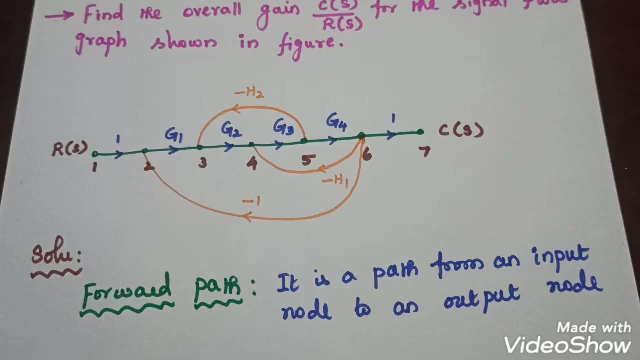 → Find the overall gain C(S)/R(S) for the signal
graph shown in figure.
-H2
R(S) 1 G1 G2 G3 G4 1 C(S)
1 2 3 4 5 6 7
-H1
-1
Solu:
Forward path: It is a path from an input
node to an output node
Made with
VideoShow